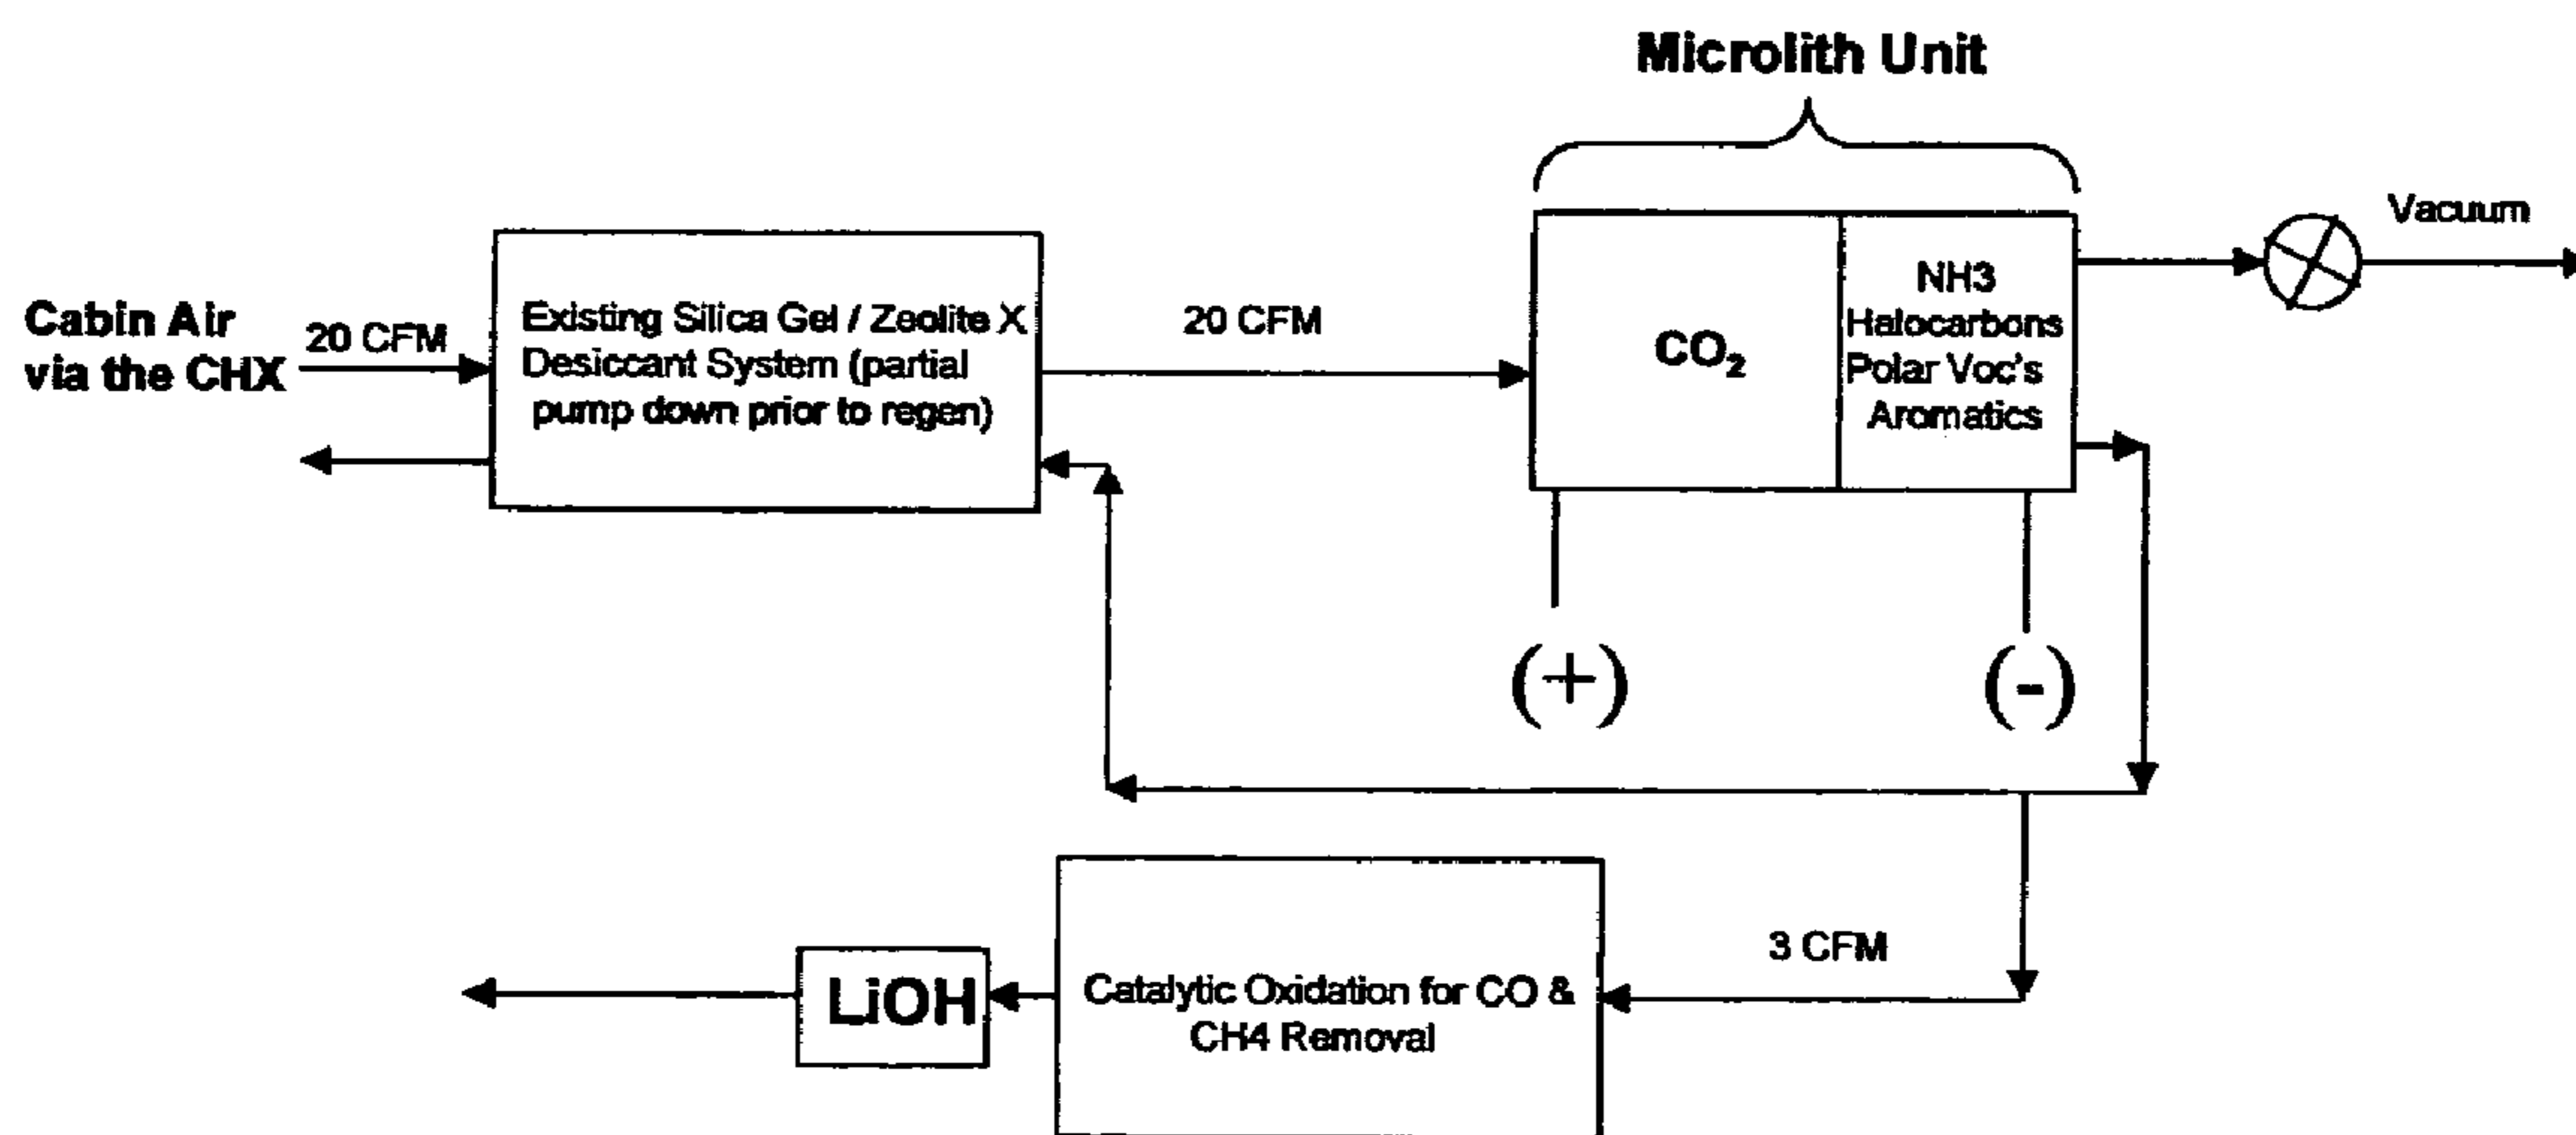 Microlith Unit
Vacuum
Cabin Air
via the CHX
20 CFM
Existing Silica Gel / Zeolite X
Desiccant System (partial
pump down prior to regen)
20 CFM
CO₂
NH3
Halocarbons
Polar Voc's
Aromatics
(+)
(-)
3 CFM
LiOH
Catalytic Oxidation for CO &
CH4 Removal